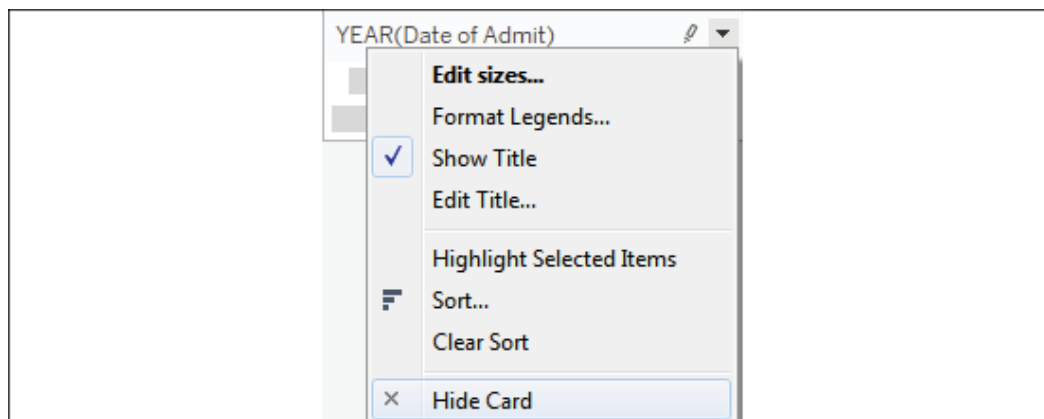 YEAR(Date of Admit)
Edit sizes...
Format Legends...
Show Title
Edit Title...
Highlight Selected Items
Sort...
Clear Sort
Hide Card